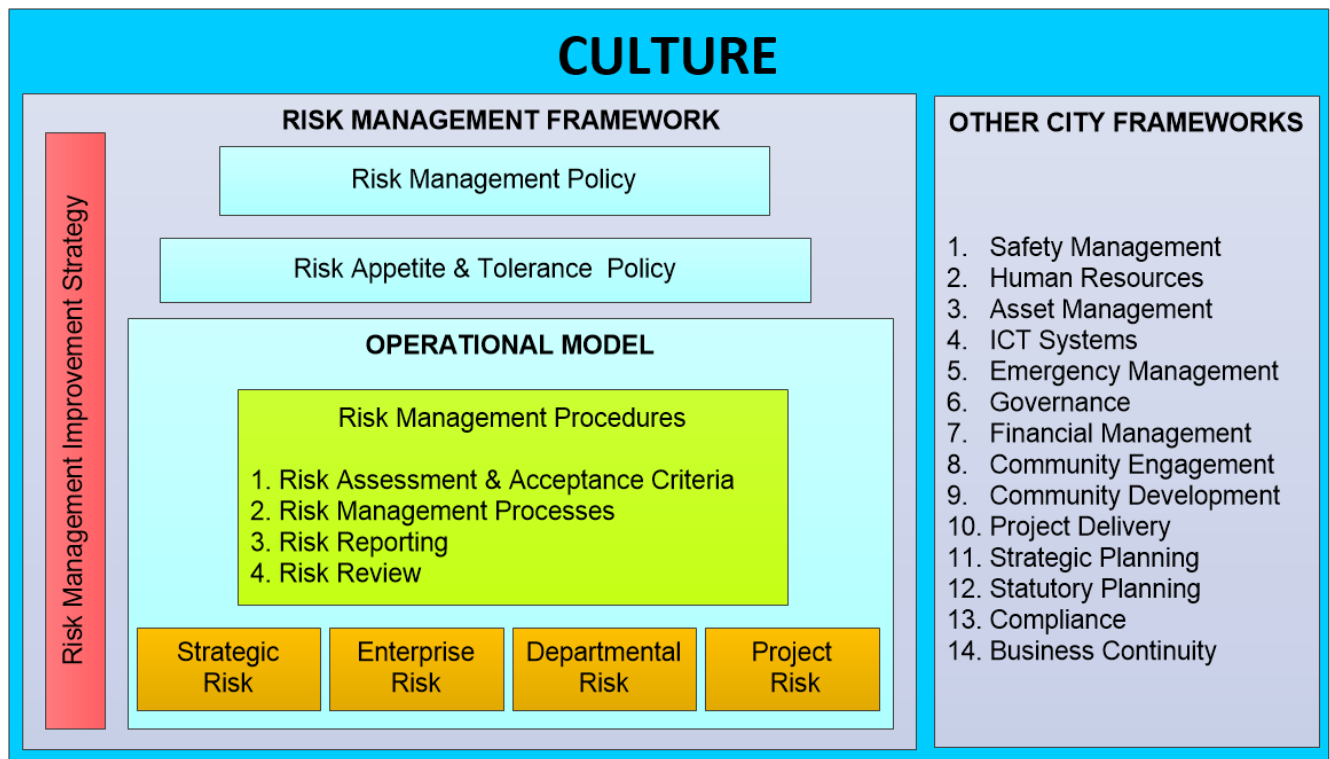 CULTURE
RISK MANAGEMENT FRAMEWORK
Risk Management Improvement Strategy
Risk Management Policy
Risk Appetite & Tolerance Policy
OPERATIONAL MODEL
Risk Management Procedures
1. Risk Assessment & Acceptance Criteria
2. Risk Management Processes
3. Risk Reporting
4. Risk Review
Strategic
Risk
Enterprise
Risk
Departmental
Risk
Project
Risk
OTHER CITY FRAMEWORKS
1. Safety Management
2. Human Resources
3. Asset Management
4. ICT Systems
5. Emergency Management
6. Governance
7. Financial Management
8. Community Engagement
9. Community Development
10. Project Delivery
11. Strategic Planning
12. Statutory Planning
13. Compliance
14. Business Continuity